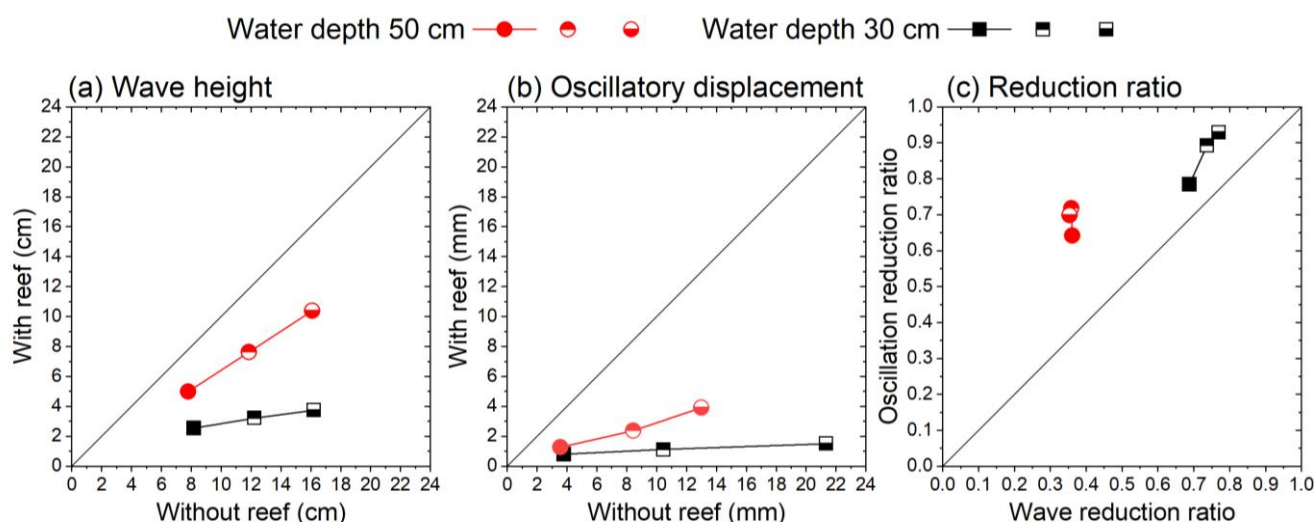 Water depth 50 cm
Water depth 30 cm
(a) Wave height
24
22
20
18
16
14
12
10
8
6
4
2
0
With reef (cm)
0 2 4 6 8 10 12 14 16 18 20 22 24
Without reef (cm)
(b) Oscillatory displacement
24
22
20
18
16
14
12
10
8
6
4
2
0
With reef (mm)
0 2 4 6 8 10 12 14 16 18 20 22 24
Without reef (mm)
(c) Reduction ratio
1.0
0.9
0.8
0.7
0.6
0.5
0.4
0.3
0.2
0.1
0.0
Oscillation reduction ratio
0.0 0.1 0.2 0.3 0.4 0.5 0.6 0.7 0.8 0.9 1.0
Wave reduction ratio